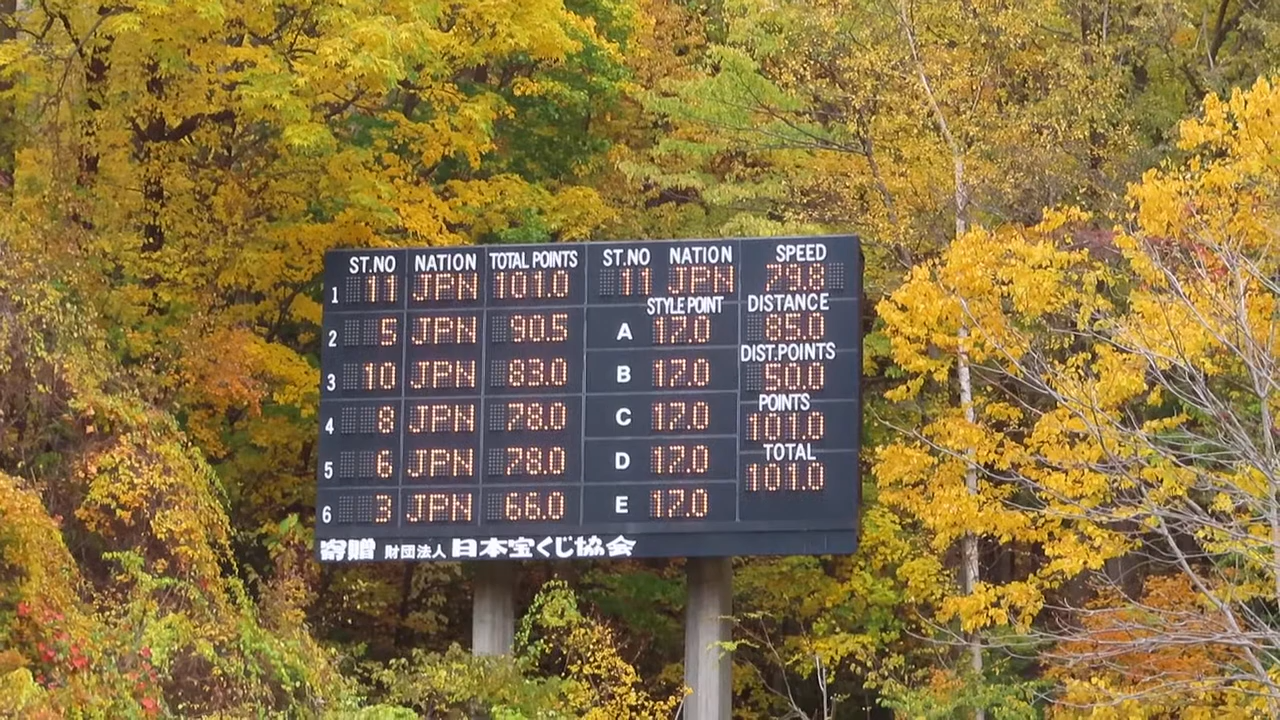 ST.NO NATION TOTAL POINTS ST.NO NATION SPEED
1 11 JPN 101.0 11 JPN 79.8
STYLE POINT DISTANCE
2 5 JPN 90.5 A 17.0 85.0
DIST.POINTS
3 10 JPN 83.0 B 17.0 50.0
POINTS
4 8 JPN 78.0 C 17.0 101.0
TOTAL
5 6 JPN 78.0 D 17.0 101.0
6 3 JPN 66.0 E 17.0
寄贈 財団法人 日本宝くじ協会